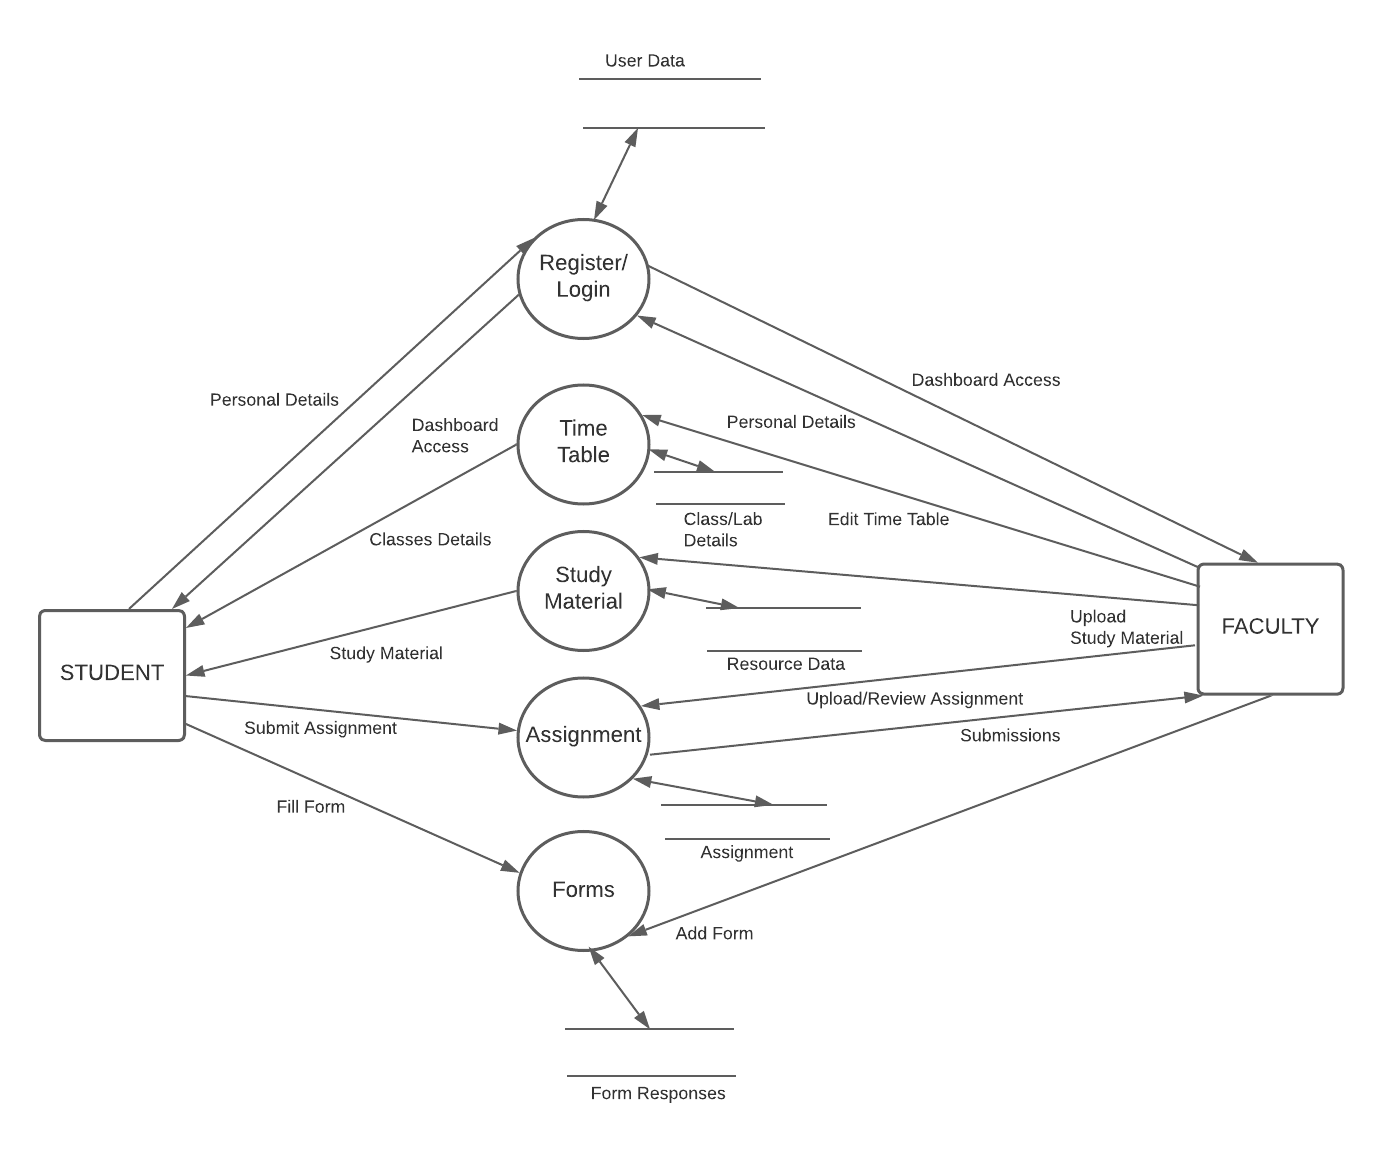 User Data
Register/
Login
Dashboard Access
Personal Details
Personal Details
Dashboard
Access
Time
Table
Class/Lab
Details
Edit Time Table
Classes Details
Study
Material
Upload
Study Material
FACULTY
Study Material
Resource Data
STUDENT
Upload/Review Assignment
Submit Assignment
Assignment
Submissions
Fill Form
Assignment
Forms
Add Form
Form Responses